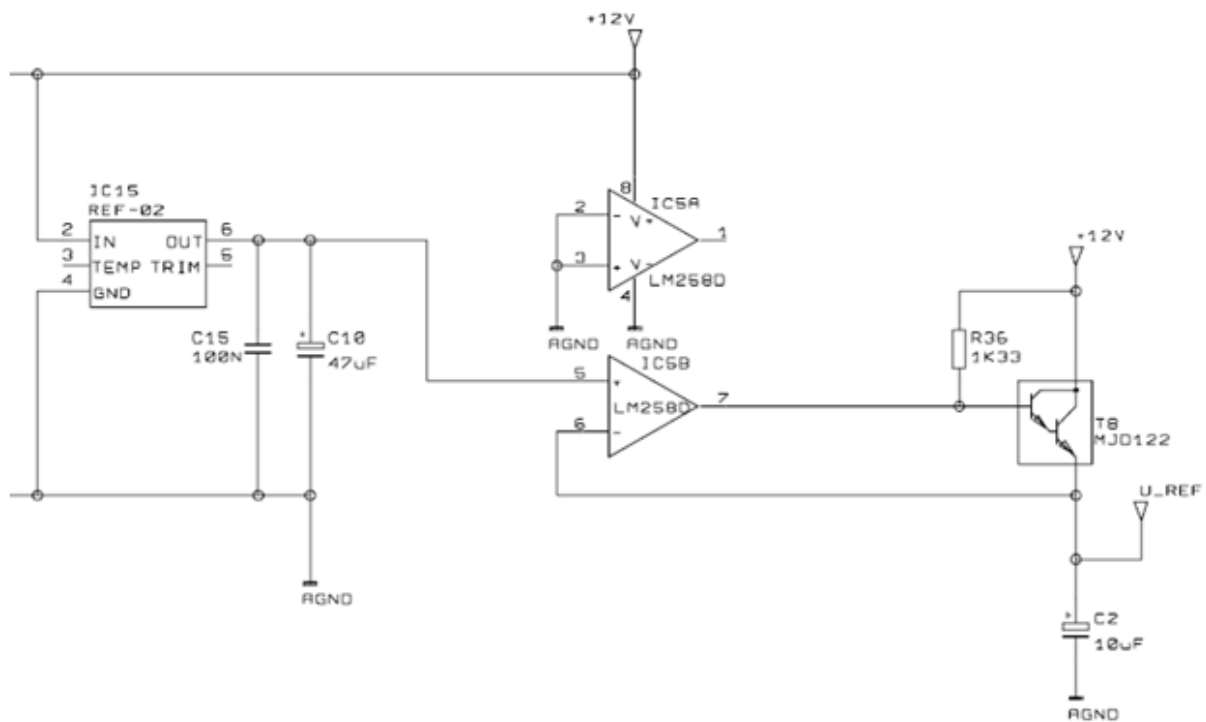 +12V
IC15
REF-02
2
IN
OUT
6
3
TEMP
TRIM
5
4
GND
C15
100N
+
C10
47uF
AGND
8
IC5A
2
-
V+
1
3
+
V-
LM258D
4
AGND
AGND
IC5B
5
+
LM258D
7
6
-
+12V
R36
1K33
T8
MJD122
U_REF
+
C2
10uF
AGND